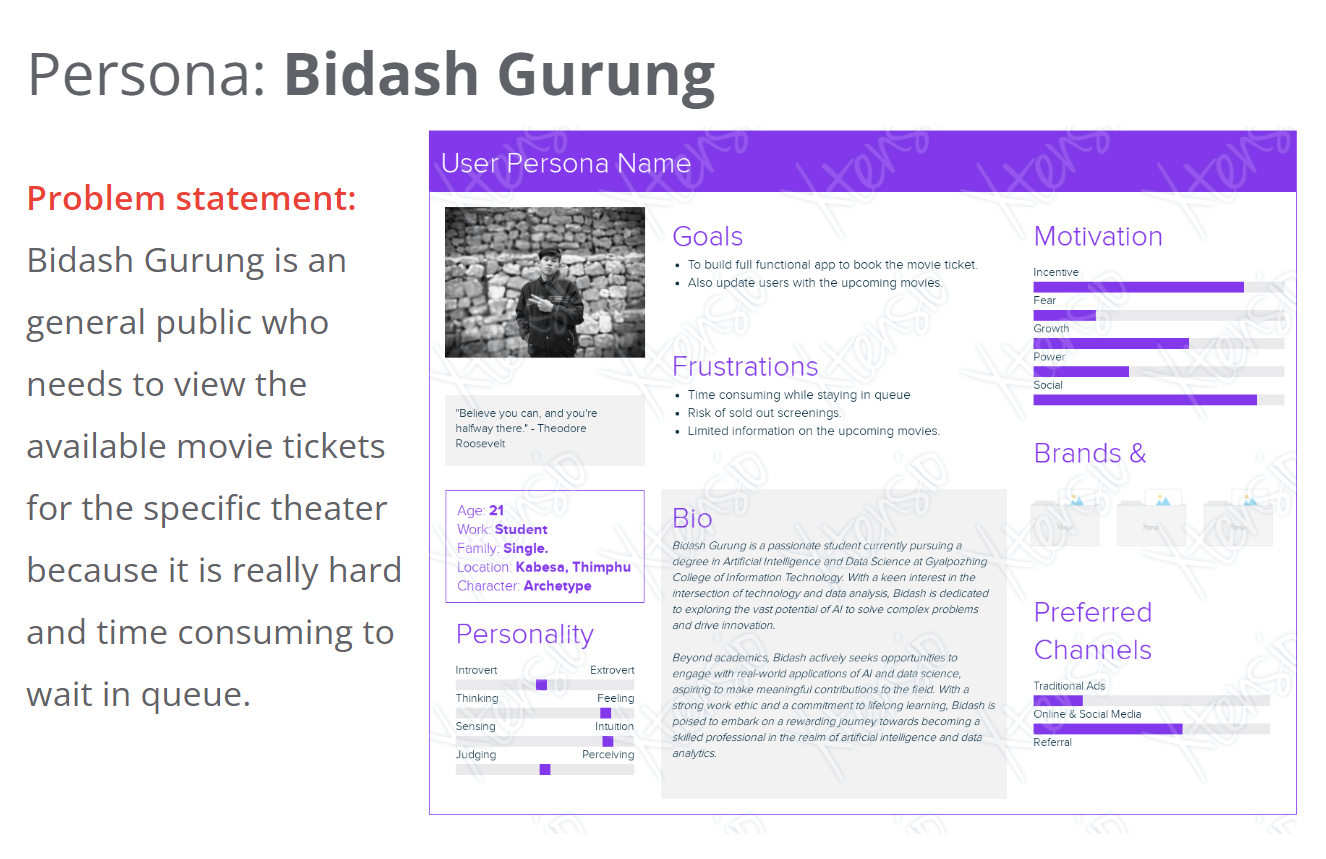 Persona: Bidash Gurung
Problem statement:
Bidash Gurung is an
general public who
needs to view the
available movie tickets
for the specific theater
because it is really hard
and time consuming to
wait in queue.
User Persona Name
"Believe you can, and you're
halfway there." - Theodore
Roosevelt
Age: 21
Work: Student
Family: Single.
Location: Kabesa, Thimphu
Character: Archetype
Personality
Introvert Extrovert
Thinking Feeling
Sensing Intuition
Judging Perceiving
Goals
• To build full functional app to book the movie ticket.
• Also update users with the upcoming movies.
Frustrations
• Time consuming while staying in queue
• Risk of sold out screenings.
• Limited information on the upcoming movies.
Bio
Bidash Gurung is a passionate student currently pursuing a
degree in Artificial Intelligence and Data Science at Gyalpozhing
College of Information Technology. With a keen interest in the
intersection of technology and data analysis, Bidash is dedicated
to exploring the vast potential of AI to solve complex problems
and drive innovation.
Beyond academics, Bidash actively seeks opportunities to
engage with real-world applications of AI and data science,
aspiring to make meaningful contributions to the field. With a
strong work ethic and a commitment to lifelong learning, Bidash is
poised to embark on a rewarding journey towards becoming a
skilled professional in the realm of artificial intelligence and data
analytics.
Motivation
Incentive
Fear
Growth
Power
Social
Brands &
Preferred
Channels
Traditional Ads
Online & Social Media
Referral